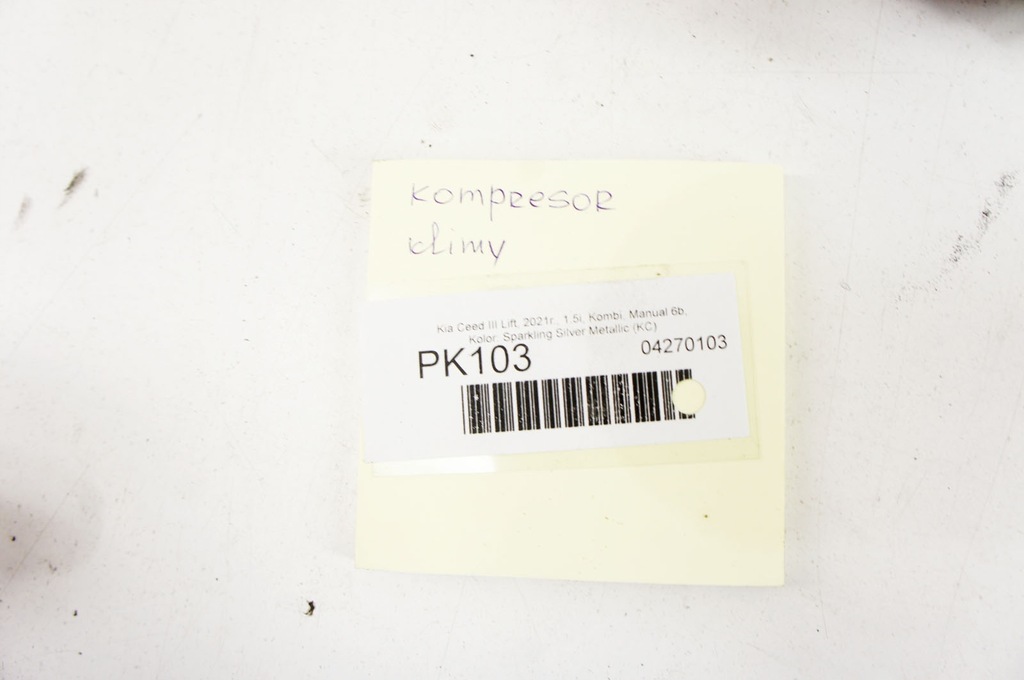 Kompresor
klimy
Kia Ceed III Lift, 2021r., 1.5i, Kombi, Manual 6b,
Kolor: Sparkling Silver Metallic (KC)
PK103 04270103